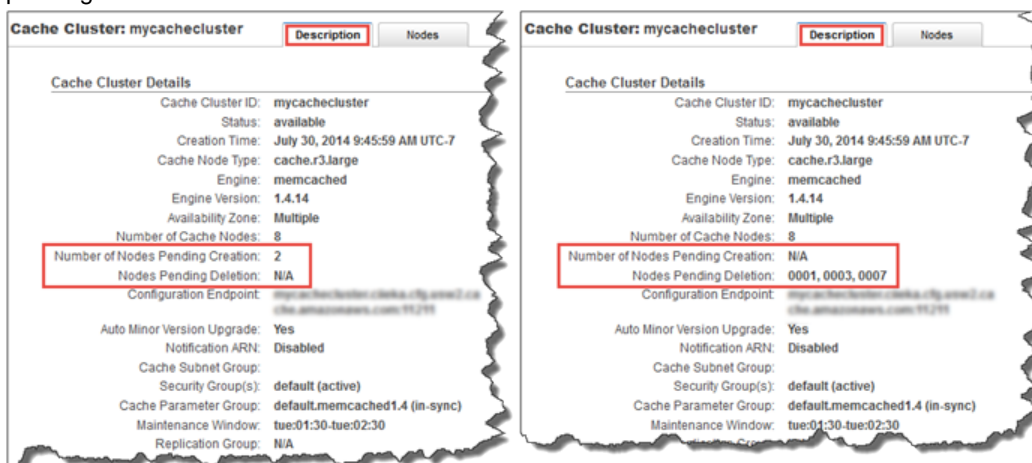 Cache Cluster: mycachecluster
Description
Nodes
Cache Cluster Details
Cache Cluster ID: mycachecluster
Status: available
Creation Time: July 30, 2014 9:45:59 AM UTC-7
Cache Node Type: cache.r3.large
Engine: memcached
Engine Version: 1.4.14
Availability Zone: Multiple
Number of Cache Nodes: 8
Number of Nodes Pending Creation: 2
Nodes Pending Deletion: N/A
Configuration Endpoint:
Auto Minor Version Upgrade: Yes
Notification ARN: Disabled
Cache Subnet Group:
Security Group(s): default (active)
Cache Parameter Group: default.memcached1.4 (in-sync)
Maintenance Window: tue:01:30-tue:02:30
Replication Group: N/A
Cache Cluster: mycachecluster
Description
Nodes
Cache Cluster Details
Cache Cluster ID: mycachecluster
Status: available
Creation Time: July 30, 2014 9:45:59 AM UTC-7
Cache Node Type: cache.r3.large
Engine: memcached
Engine Version: 1.4.14
Availability Zone: Multiple
Number of Cache Nodes: 8
Number of Nodes Pending Creation: N/A
Nodes Pending Deletion: 0001, 0003, 0007
Configuration Endpoint:
Auto Minor Version Upgrade: Yes
Notification ARN: Disabled
Cache Subnet Group:
Security Group(s): default (active)
Cache Parameter Group: default.memcached1.4 (in-sync)
Maintenance Window: tue:01:30-tue:02:30